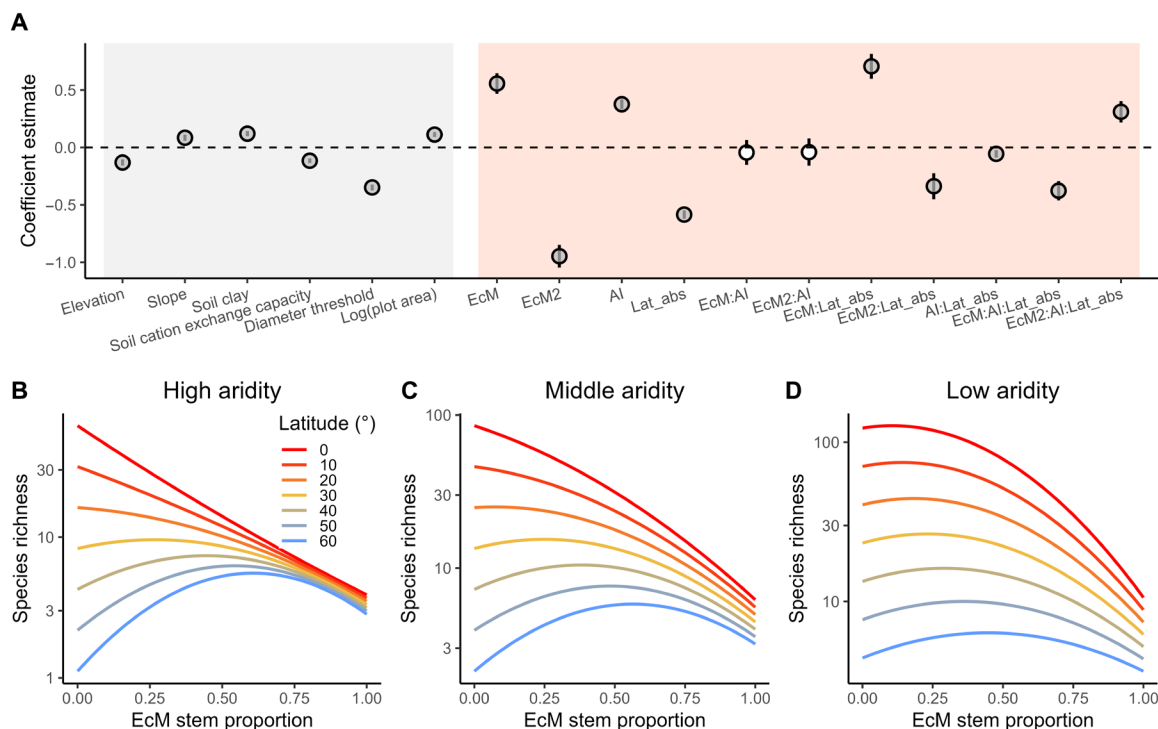 A
Coefficient estimate
0.5
0.0
−0.5
−1.0
Elevation
Slope
Soil clay
Soil cation exchange capacity
Diameter threshold
Log(plot area)
EcM
EcM2
AI
Lat_abs
EcM:AI
EcM2:AI
EcM:Lat_abs
EcM2:Lat_abs
AI:Lat_abs
EcM:AI:Lat_abs
EcM2:AI:Lat_abs
B
High aridity
Species richness
30
10
3
1
Latitude (°)
0
10
20
30
40
50
60
0.00 0.25 0.50 0.75 1.00
EcM stem proportion
C
Middle aridity
Species richness
100
30
10
3
0.00 0.25 0.50 0.75 1.00
EcM stem proportion
D
Low aridity
Species richness
100
30
10
0.00 0.25 0.50 0.75 1.00
EcM stem proportion